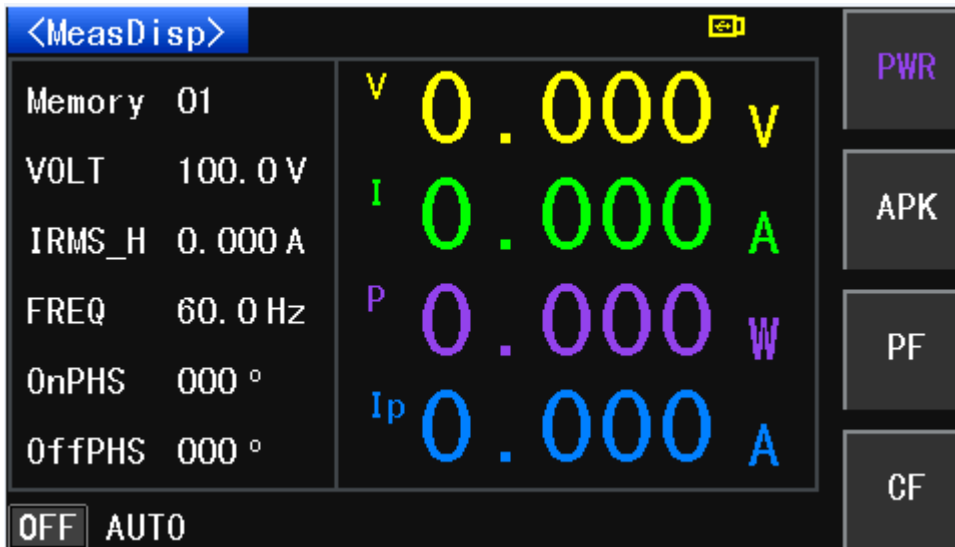 <MeasDisp>
Memory 01
VOLT 100.0 V
IRMS_H 0.000 A
FREQ 60.0 Hz
OnPHS 000 °
OffPHS 000 °
V 0.000 V
I 0.000 A
P 0.000 W
Ip 0.000 A
PWR
APK
PF
CF
OFF AUTO